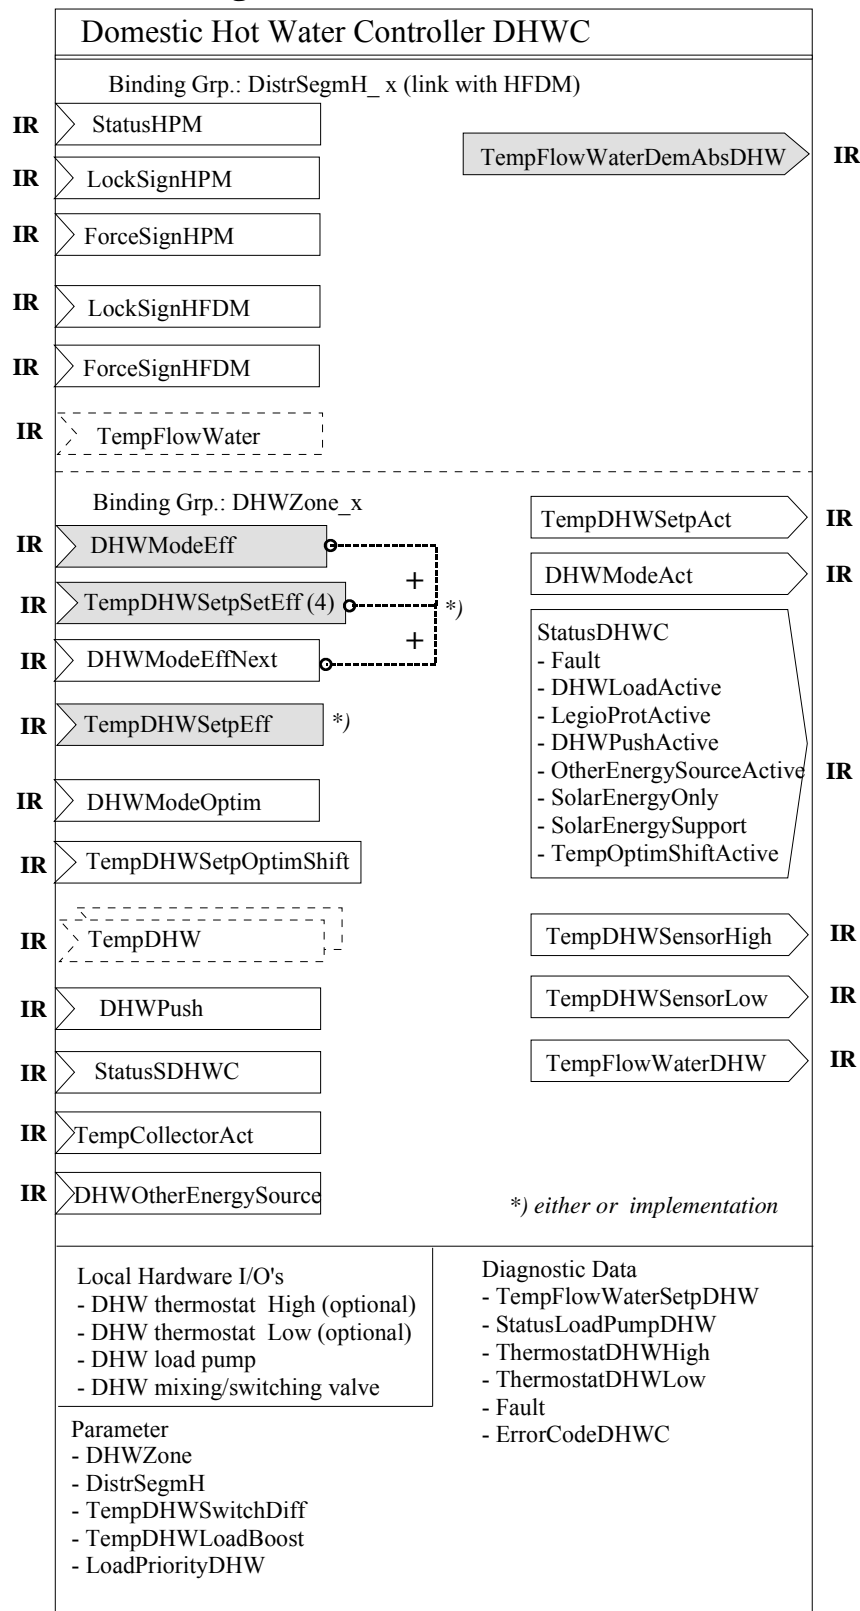 Domestic Hot Water Controller DHWC
Binding Grp.: DistrSegmH_ x (link with HFDM)
IR StatusHPM
TempFlowWaterDemAbsDHW IR
IR LockSignHPM
IR ForceSignHPM
IR LockSignHFDM
IR ForceSignHFDM
IR TempFlowWater
Binding Grp.: DHWZone_x
TempDHWSetpAct IR
IR DHWModeEff
DHWModeAct IR
+
IR TempDHWSetpSetEff (4) *)
+
IR DHWModeEffNext
IR TempDHWSetpEff *)
StatusDHWC
- Fault
- DHWLoadActive
- LegioProtActive
- DHWPushActive
- OtherEnergySourceActive IR
- SolarEnergyOnly
- SolarEnergySupport
- TempOptimShiftActive
IR DHWModeOptim
IR TempDHWSetpOptimShift
IR TempDHW
TempDHWSensorHigh IR
IR DHWPush
TempDHWSensorLow IR
IR StatusSDHWC
TempFlowWaterDHW IR
IR TempCollectorAct
IR DHWOtherEnergySource
*) either or implementation
Local Hardware I/O's
- DHW thermostat High (optional)
- DHW thermostat Low (optional)
- DHW load pump
- DHW mixing/switching valve
Diagnostic Data
- TempFlowWaterSetpDHW
- StatusLoadPumpDHW
- ThermostatDHWHigh
- ThermostatDHWLow
- Fault
- ErrorCodeDHWC
Parameter
- DHWZone
- DistrSegmH
- TempDHWSwitchDiff
- TempDHWLoadBoost
- LoadPriorityDHW